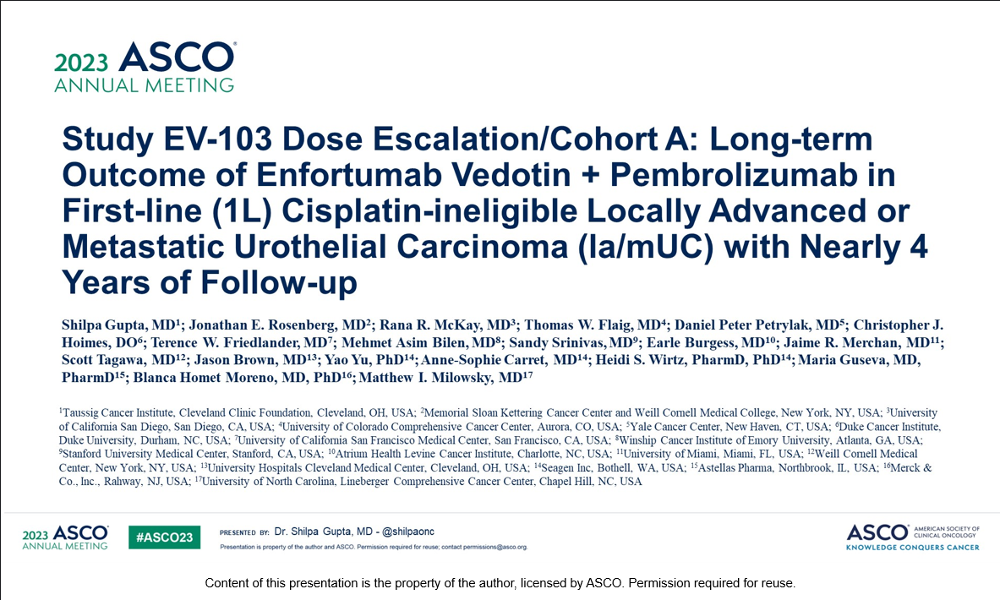 2023 ASCO®
ANNUAL MEETING
Study EV-103 Dose Escalation/Cohort A: Long-term
Outcome of Enfortumab Vedotin + Pembrolizumab in
First-line (1L) Cisplatin-ineligible Locally Advanced or
Metastatic Urothelial Carcinoma (la/mUC) with Nearly 4
Years of Follow-up
Shilpa Gupta, MD¹; Jonathan E. Rosenberg, MD²; Rana R. McKay, MD³; Thomas W. Flaig, MD⁴; Daniel Peter Petrylak, MD⁵; Christopher J.
Hoimes, DO⁶; Terence W. Friedlander, MD⁷; Mehmet Asim Bilen, MD⁸; Sandy Srinivas, MD⁹; Earle Burgess, MD¹⁰; Jaime R. Merchan, MD¹¹;
Scott Tagawa, MD¹²; Jason Brown, MD¹³; Yao Yu, PhD¹⁴; Anne-Sophie Carret, MD¹⁴; Heidi S. Wirtz, PharmD, PhD¹⁴; Maria Guseva, MD,
PharmD¹⁵; Blanca Homet Moreno, MD, PhD¹⁶; Matthew I. Milowsky, MD¹⁷
¹Taussig Cancer Institute, Cleveland Clinic Foundation, Cleveland, OH, USA; ²Memorial Sloan Kettering Cancer Center and Weill Cornell Medical College, New York, NY, USA; ³University
of California San Diego, San Diego, CA, USA; ⁴University of Colorado Comprehensive Cancer Center, Aurora, CO, USA; ⁵Yale Cancer Center, New Haven, CT, USA; ⁶Duke Cancer Institute,
Duke University, Durham, NC, USA; ⁷University of California San Francisco Medical Center, San Francisco, CA, USA; ⁸Winship Cancer Institute of Emory University, Atlanta, GA, USA;
⁹Stanford University Medical Center, Stanford, CA, USA; ¹⁰Atrium Health Levine Cancer Institute, Charlotte, NC, USA; ¹¹University of Miami, Miami, FL, USA; ¹²Weill Cornell Medical
Center, New York, NY, USA; ¹³University Hospitals Cleveland Medical Center, Cleveland, OH, USA; ¹⁴Seagen Inc, Bothell, WA, USA; ¹⁵Astellas Pharma, Northbrook, IL, USA; ¹⁶Merck &
Co., Inc., Rahway, NJ, USA; ¹⁷University of North Carolina, Lineberger Comprehensive Cancer Center, Chapel Hill, NC, USA
2023 ASCO®
ANNUAL MEETING
#ASCO23
PRESENTED BY: Dr. Shilpa Gupta, MD - @shilpaonc
Presentation is property of the author and ASCO. Permission required for reuse; contact permissions@asco.org.
ASCO® AMERICAN SOCIETY OF
CLINICAL ONCOLOGY
KNOWLEDGE CONQUERS CANCER
Content of this presentation is the property of the author, licensed by ASCO. Permission required for reuse.